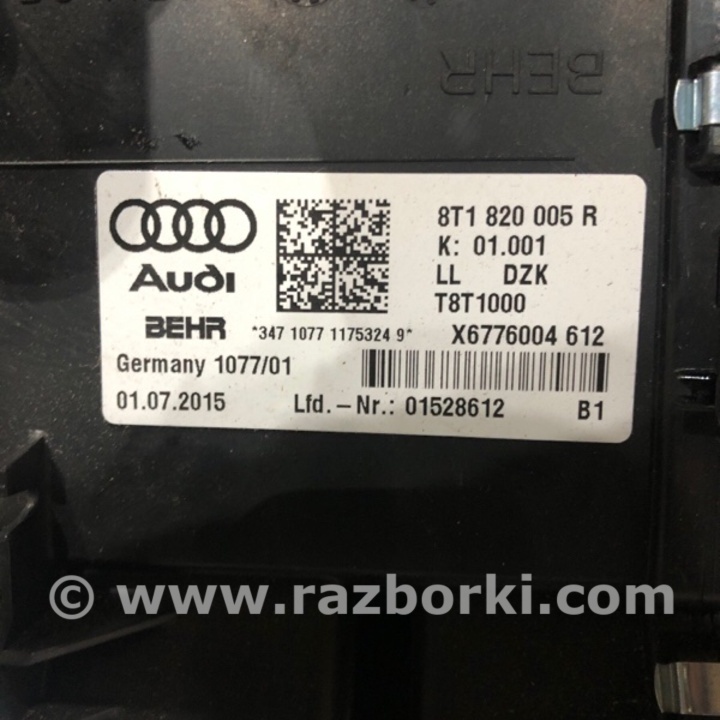 BEHR
Audi
8T1 820 005 R
K: 01.001
LL DZK
T8T1000
BEHR *347 1077 1175324 9* X6776004 612
Germany 1077/01
01.07.2015 Lfd.-Nr.: 01528612 B1
© www.razborki.com